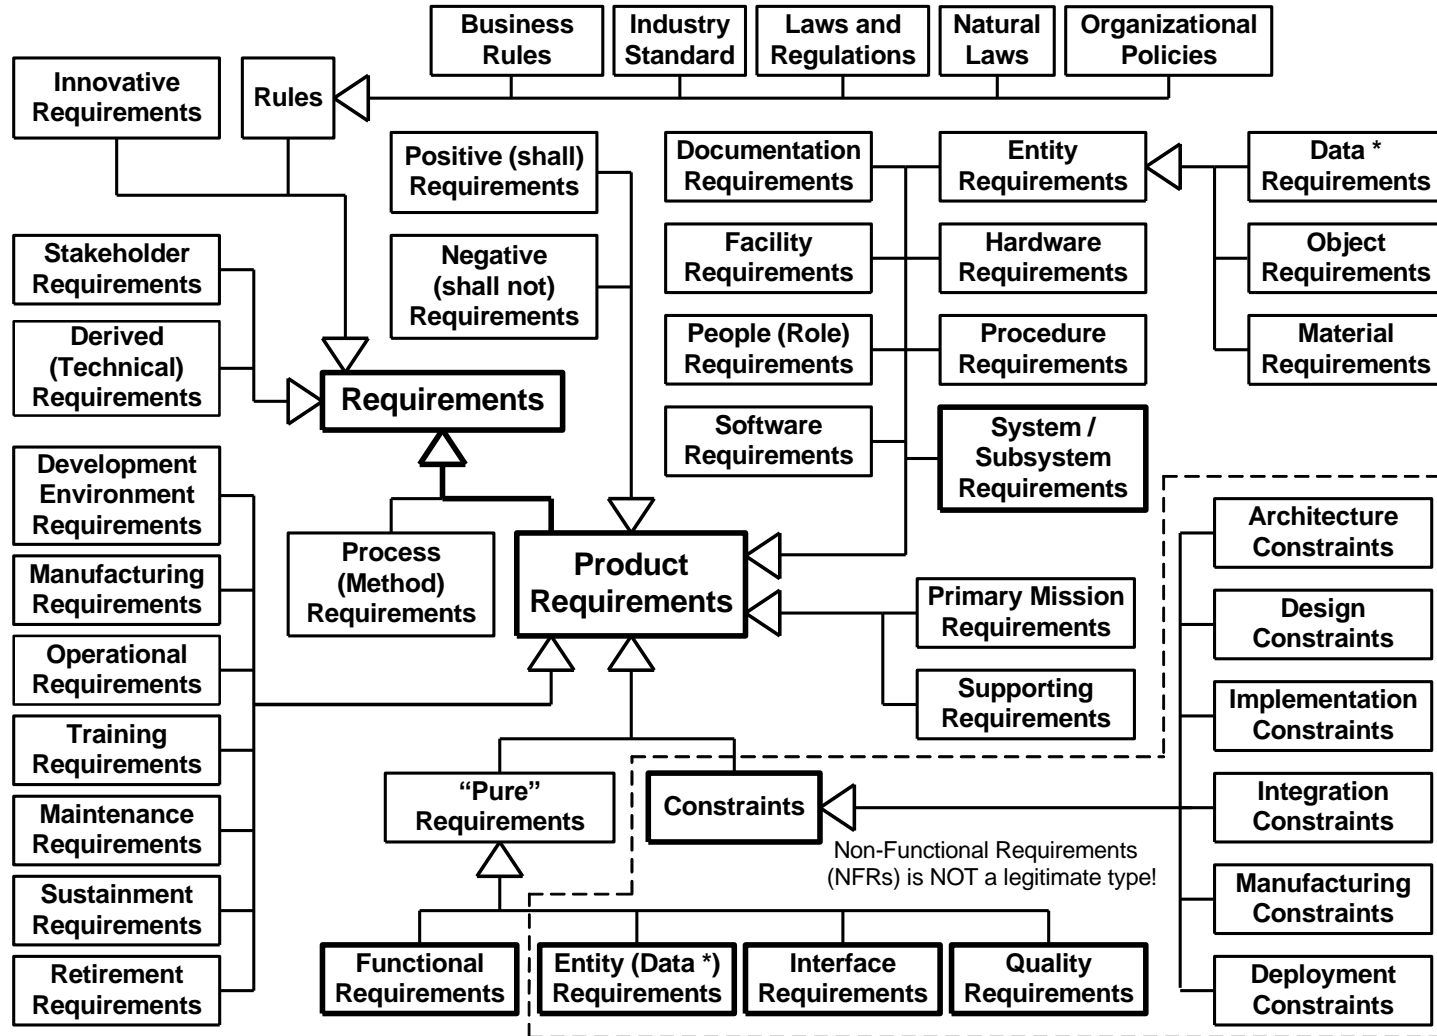 Business
Rules
Industry
Standard
Laws and
Regulations
Natural
Laws
Organizational
Policies
Innovative
Requirements
Rules
Positive (shall)
Requirements
Documentation
Requirements
Entity
Requirements
Data *
Requirements
Stakeholder
Requirements
Negative
(shall not)
Requirements
Facility
Requirements
Hardware
Requirements
Object
Requirements
Derived
(Technical)
Requirements
People (Role)
Requirements
Procedure
Requirements
Material
Requirements
Requirements
Software
Requirements
System /
Subsystem
Requirements
Development
Environment
Requirements
Process
(Method)
Requirements
Product
Requirements
Architecture
Constraints
Manufacturing
Requirements
Primary Mission
Requirements
Design
Constraints
Operational
Requirements
Supporting
Requirements
Implementation
Constraints
Training
Requirements
“Pure”
Requirements
Constraints
Integration
Constraints
Maintenance
Requirements
Non-Functional Requirements
(NFRs) is NOT a legitimate type!
Sustainment
Requirements
Manufacturing
Constraints
Retirement
Requirements
Functional
Requirements
Entity (Data *)
Requirements
Interface
Requirements
Quality
Requirements
Deployment
Constraints